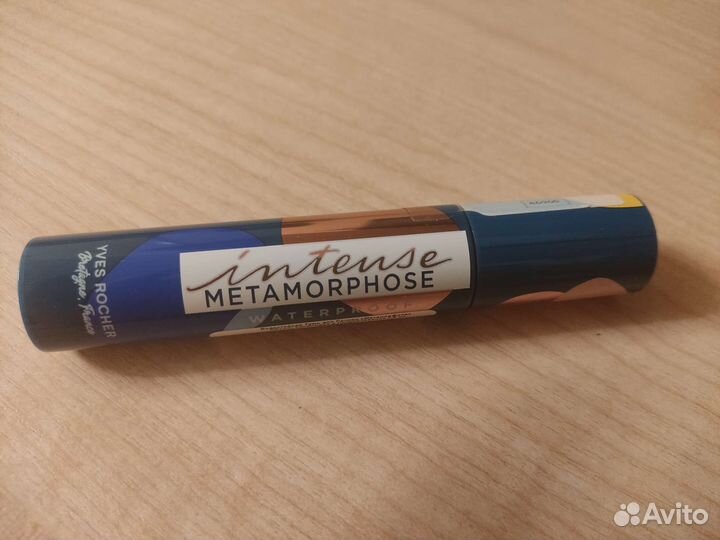 YVES ROCHER
Bretagne, France
intense
METAMORPHOSE
WATERPROOF
Avito